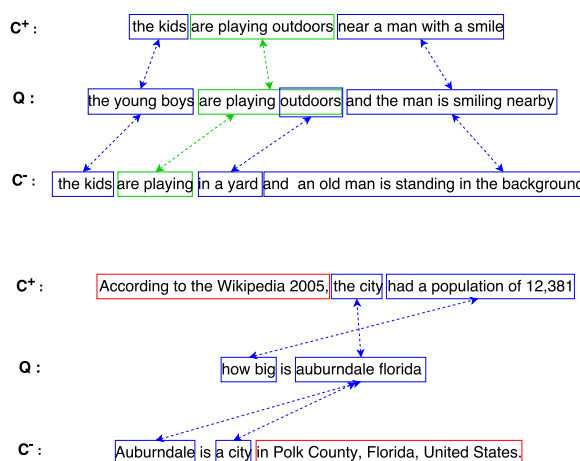 C+: the kids are playing outdoors near a man with a smile
Q: the young boys are playing outdoors and the man is smiling nearby
C-: the kids are playing in a yard and an old man is standing in the background
C+: According to the Wikipedia 2005, the city had a population of 12,381
Q: how big is auburndale florida
C-: Auburndale is a city in Polk County, Florida, United States.